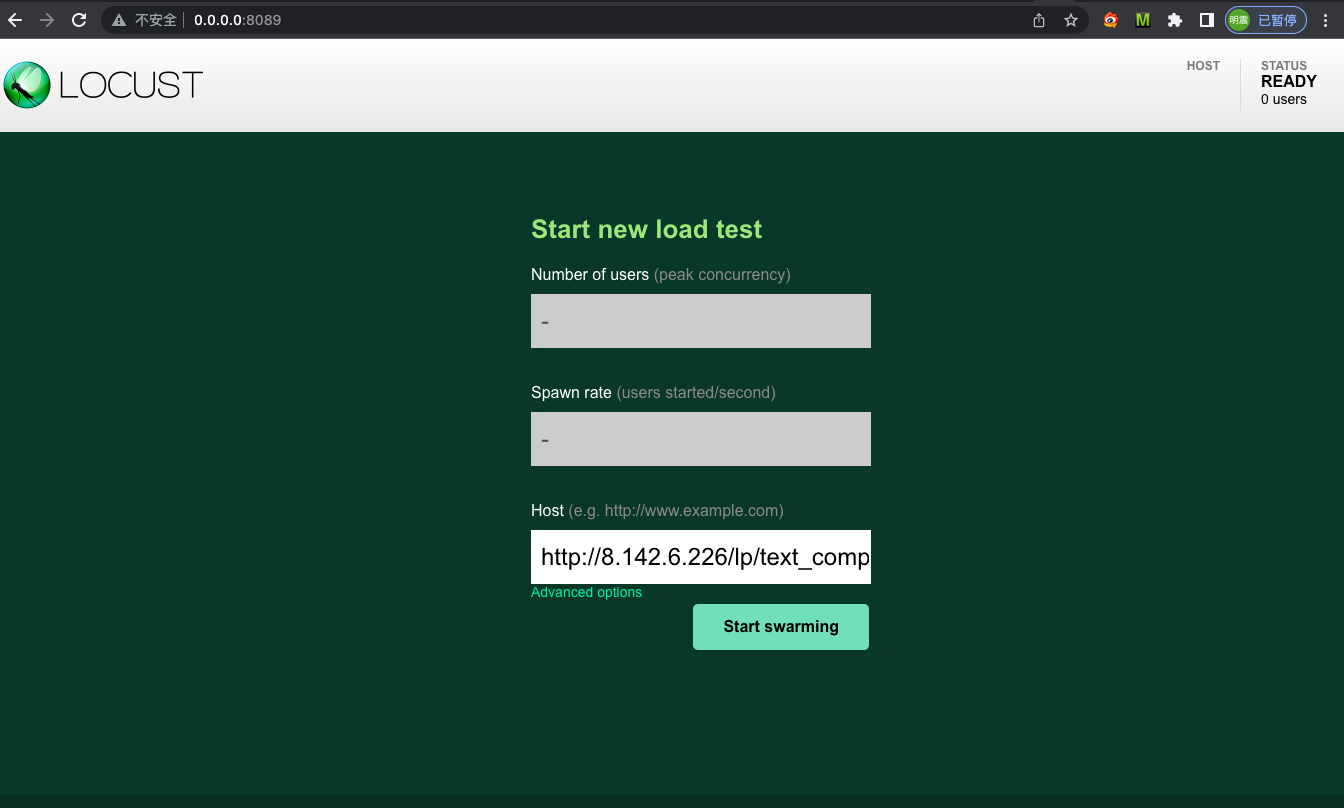 不安全 0.0.0.0:8089 M 明震 已暂停
LOCUST
HOST
STATUS
READY
0 users
Start new load test
Number of users (peak concurrency)
-
Spawn rate (users started/second)
-
Host (e.g. http://www.example.com)
http://8.142.6.226/lp/text_comp
Advanced options
Start swarming